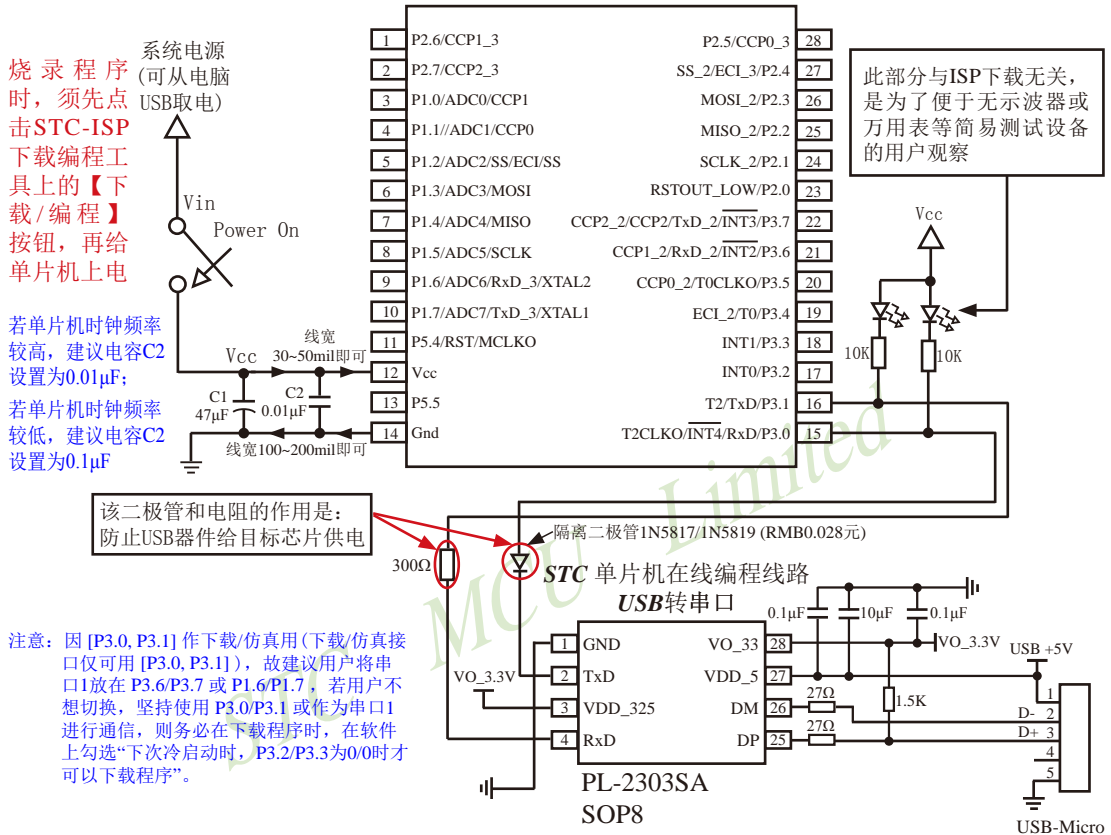 烧录程序
时，须先点
击STC-ISP
下载编程工
具上的【下
载/编程】
按钮，再给
单片机上电
系统电源
(可从电脑
USB取电)
Vin
Power On
若单片机时钟频率
较高，建议电容C2
设置为0.01μF；
若单片机时钟频率
较低，建议电容C2
设置为0.1μF
Vcc
线宽
30~50mil即可
C1
47μF
C2
0.01μF
线宽100~200mil即可
1 P2.6/CCP1_3
2 P2.7/CCP2_3
3 P1.0/ADC0/CCP1
4 P1.1//ADC1/CCP0
5 P1.2/ADC2/SS/ECI/SS
6 P1.3/ADC3/MOSI
7 P1.4/ADC4/MISO
8 P1.5/ADC5/SCLK
9 P1.6/ADC6/RxD_3/XTAL2
10 P1.7/ADC7/TxD_3/XTAL1
11 P5.4/RST/MCLKO
12 Vcc
13 P5.5
14 Gnd
P2.5/CCP0_3 28
SS_2/ECI_3/P2.4 27
MOSI_2/P2.3 26
MISO_2/P2.2 25
SCLK_2/P2.1 24
RSTOUT_LOW/P2.0 23
CCP2_2/CCP2/TxD_2/INT3/P3.7 22
CCP1_2/RxD_2/INT2/P3.6 21
CCP0_2/T0CLKO/P3.5 20
ECI_2/T0/P3.4 19
INT1/P3.3 18
INT0/P3.2 17
T2/TxD/P3.1 16
T2CLKO/INT4/RxD/P3.0 15
此部分与ISP下载无关，
是为了便于无示波器或
万用表等简易测试设备
的用户观察
Vcc
10K
10K
该二极管和电阻的作用是：
防止USB器件给目标芯片供电
300Ω
隔离二极管1N5817/1N5819 (RMB0.028元)
STC 单片机在线编程线路
USB转串口
0.1μF
10μF
0.1μF
1 GND
2 TxD
3 VDD_325
4 RxD
VO_33 28
VDD_5 27
DM 26
DP 25
VO_3.3V
VO_3.3V
USB +5V
27Ω
27Ω
1.5K
1
D- 2
D+ 3
4
5
PL-2303SA
SOP8
USB-Micro
注意：因 [P3.0, P3.1] 作下载/仿真用(下载/仿真接
口仅可用 [P3.0, P3.1] )，故建议用户将串
口1放在 P3.6/P3.7 或 P1.6/P1.7，若用户不
想切换，坚持使用 P3.0/P3.1 或作为串口1
进行通信，则务必在下载程序时，在软件
上勾选“下次冷启动时，P3.2/P3.3为0/0时才
可以下载程序”。
STC MCU Limited